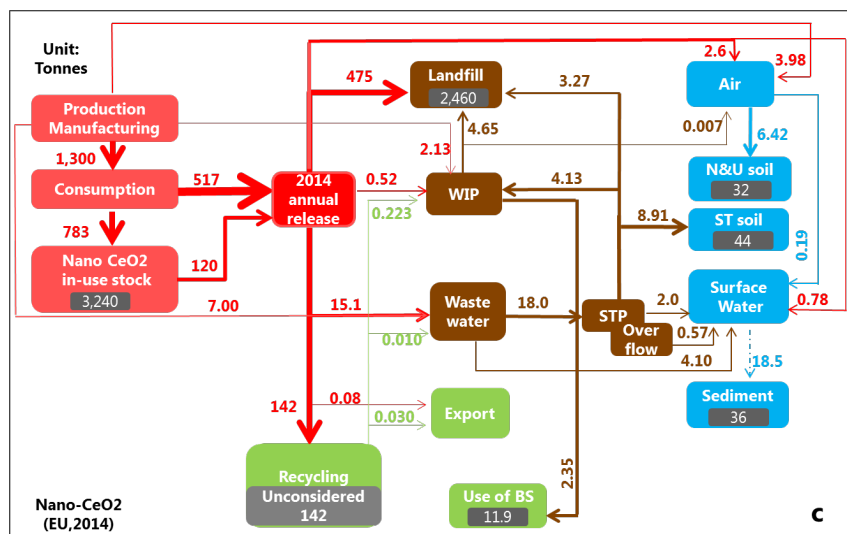 Unit:
Tonnes
2.6
3.98
475
Landfill
2,460
3.27
Air
Production
Manufacturing
4.65
0.007
6.42
2.13
1,300
517
Consumption
2014
annual
release
0.52
WIP
4.13
N&U soil
32
0.223
8.91
ST soil
44
783
Nano CeO2
in-use stock
3,240
120
0.19
7.00
15.1
Waste
water
18.0
STP
2.0
Surface
Water
0.78
Over
flow
0.57
0.010
4.10
18.5
142
0.08
0.030
Export
Sediment
36
Recycling
Unconsidered
142
2.35
Use of BS
11.9
Nano-CeO2
(EU,2014)
c